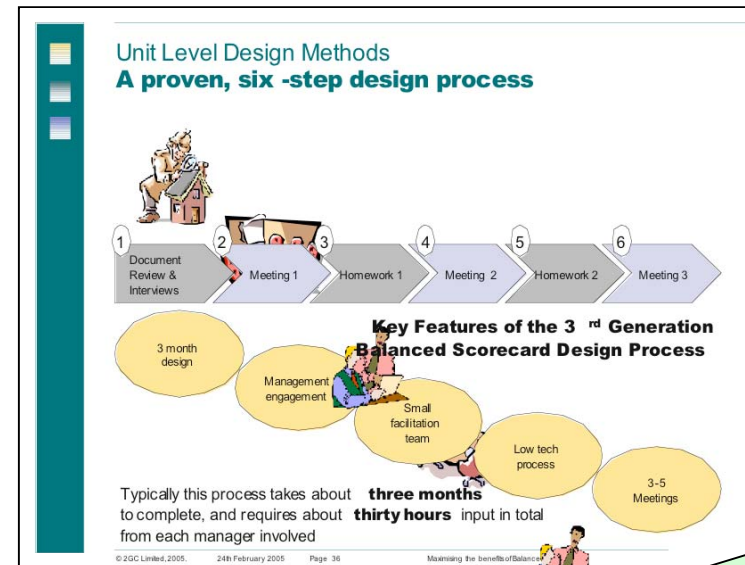 Unit Level Design Methods
A proven, six -step design process
1
2
3
4
5
6
Document
Review &
Interviews
Meeting 1
Homework 1
Meeting 2
Homework 2
Meeting 3
Key Features of the 3 rd Generation
Balanced Scorecard Design Process
3 month
design
Management
engagement
Small
facilitation
team
Low tech
process
3-5
Meetings
Typically this process takes about three months
to complete, and requires about thirty hours input in total
from each manager involved
© 2GC Limited, 2005. 24th February 2005 Page 36 Maximising the benefits of Balance